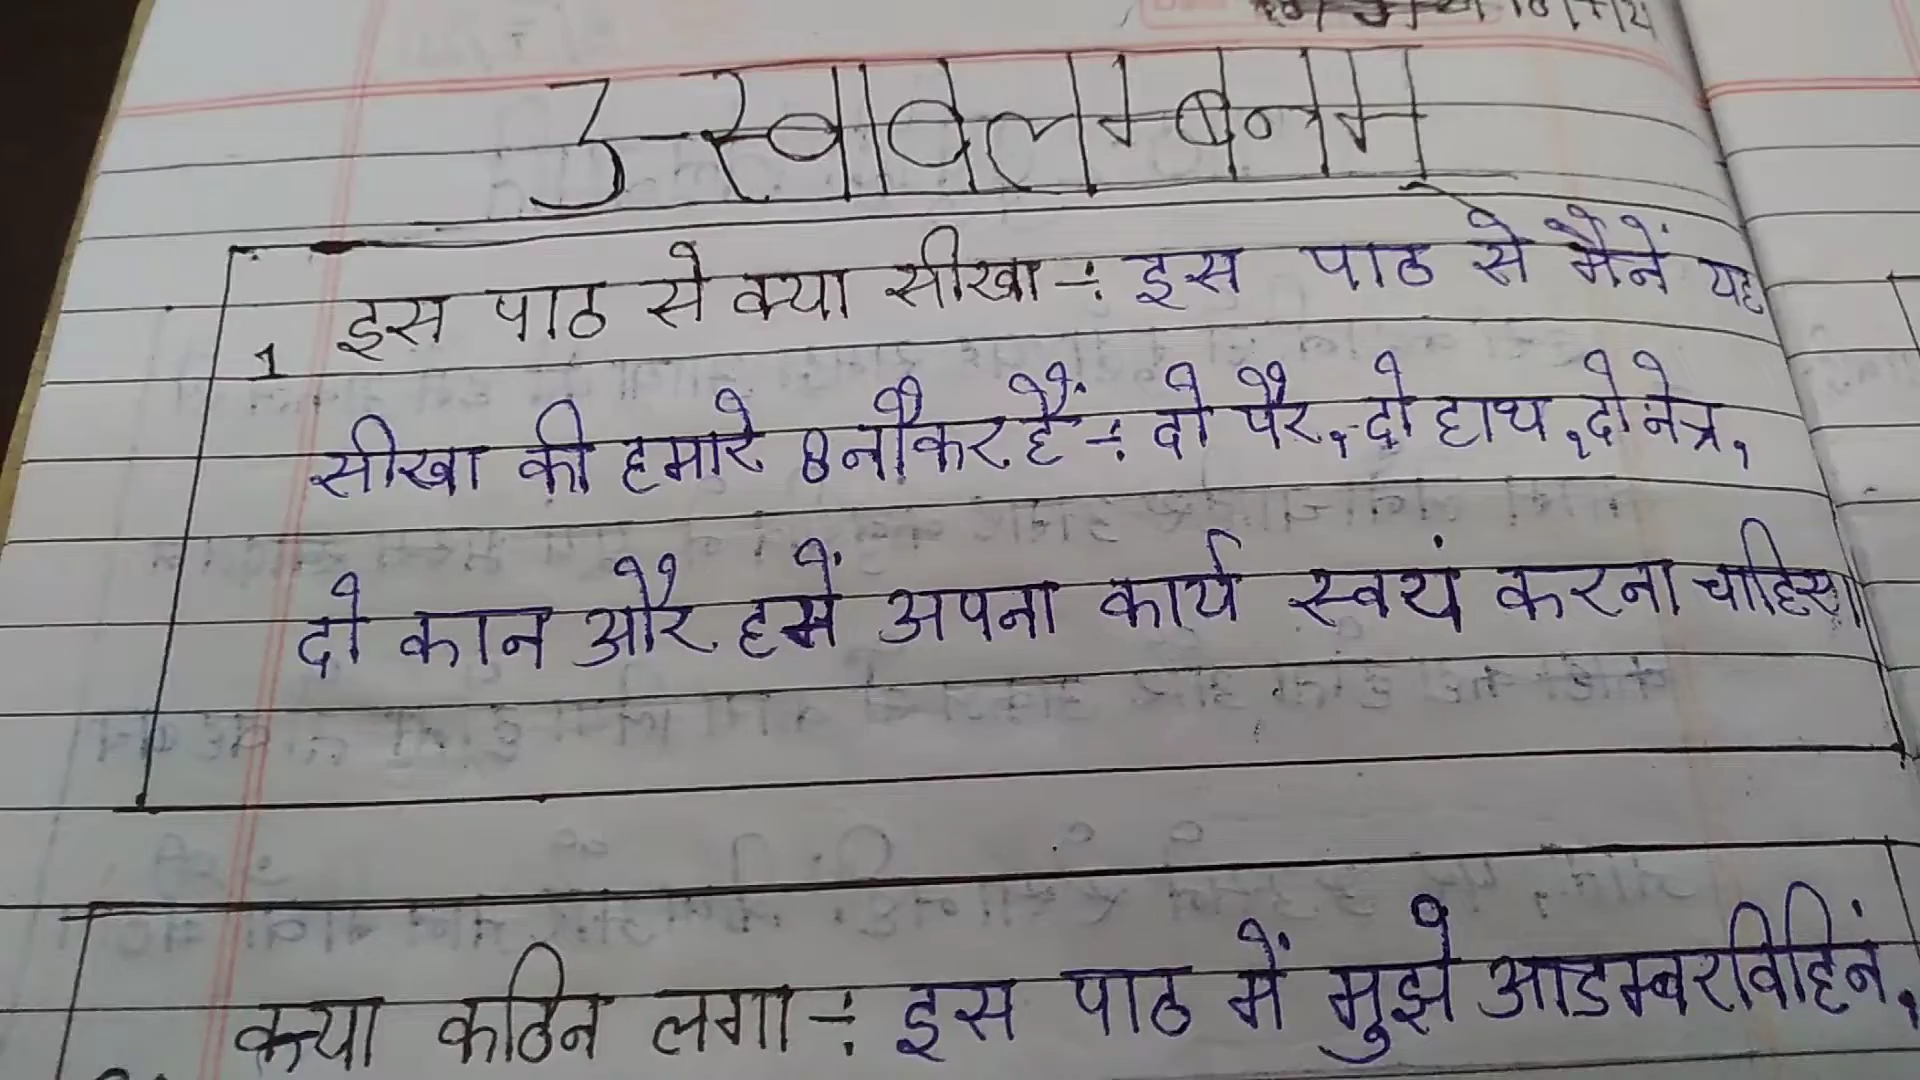 3-स्वावलम्बनम्
1 इस पाठ से क्या सीखा -: इस पाठ से मैनें यह
सीखा की हमारे 8 नौकर हैं -: दो पैर, दो हाथ, दो नेत्र,
दो कान और हमें अपना कार्य स्वयं करना चाहिए।
क्या कठिन लगा -: इस पाठ में मुझे आडम्बरविहिनं,